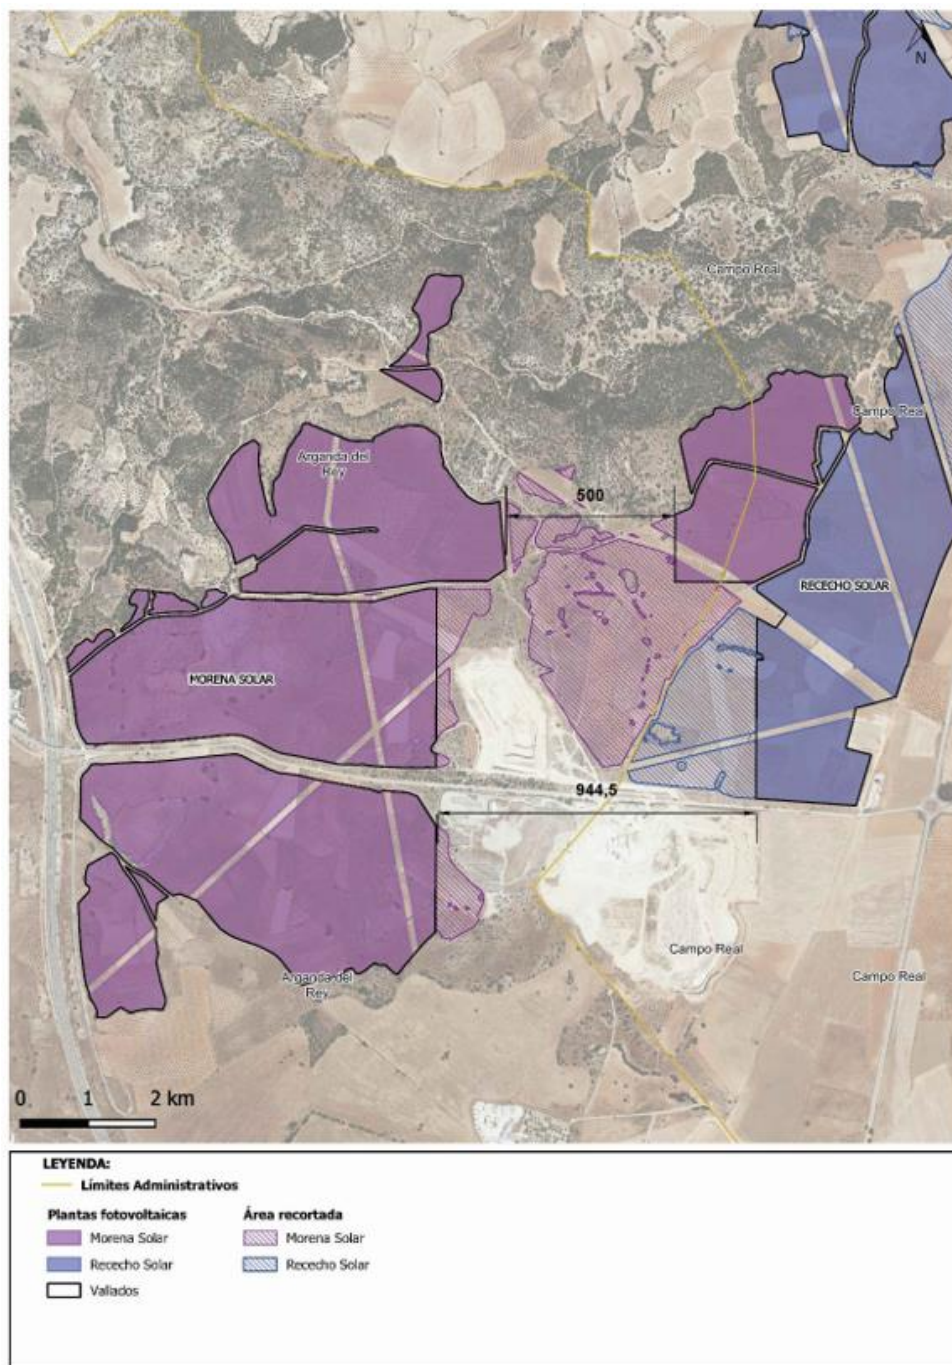 N
Campo Real
Campo Real
Arganda del
Rey
500
RECECHO SOLAR
MORENA SOLAR
944,5
Campo Real
Campo Real
Arganda del
Rey
0 1 2 km
LEYENDA:
Límites Administrativos
Plantas fotovoltaicas
Área recortada
Morena Solar
Morena Solar
Rececho Solar
Rececho Solar
Vallados